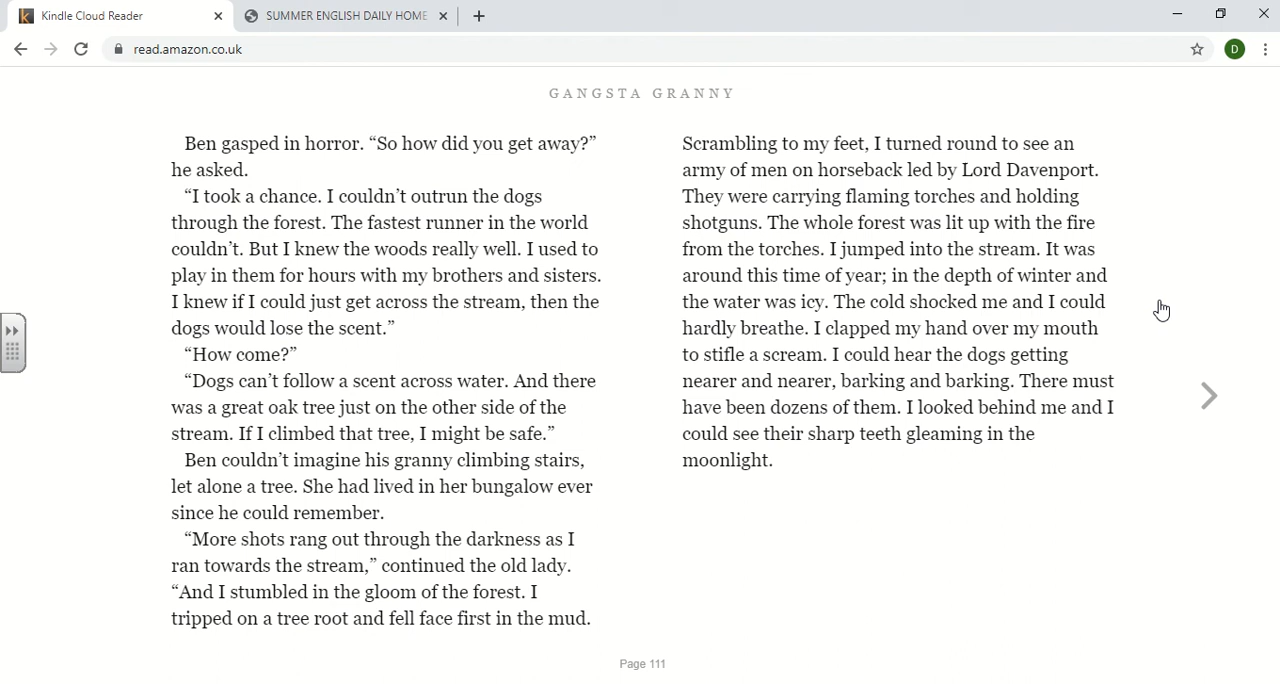 Kindle Cloud Reader
SUMMER ENGLISH DAILY HOME
read.amazon.co.uk
D
GANGSTA GRANNY
Ben gasped in horror. “So how did you get away?”
he asked.
“I took a chance. I couldn’t outrun the dogs
through the forest. The fastest runner in the world
couldn’t. But I knew the woods really well. I used to
play in them for hours with my brothers and sisters.
I knew if I could just get across the stream, then the
dogs would lose the scent.”
“How come?”
“Dogs can’t follow a scent across water. And there
was a great oak tree just on the other side of the
stream. If I climbed that tree, I might be safe.”
Ben couldn’t imagine his granny climbing stairs,
let alone a tree. She had lived in her bungalow ever
since he could remember.
“More shots rang out through the darkness as I
ran towards the stream,” continued the old lady.
“And I stumbled in the gloom of the forest. I
tripped on a tree root and fell face first in the mud.
Scrambling to my feet, I turned round to see an
army of men on horseback led by Lord Davenport.
They were carrying flaming torches and holding
shotguns. The whole forest was lit up with the fire
from the torches. I jumped into the stream. It was
around this time of year; in the depth of winter and
the water was icy. The cold shocked me and I could
hardly breathe. I clapped my hand over my mouth
to stifle a scream. I could hear the dogs getting
nearer and nearer, barking and barking. There must
have been dozens of them. I looked behind me and I
could see their sharp teeth gleaming in the
moonlight.
Page 111